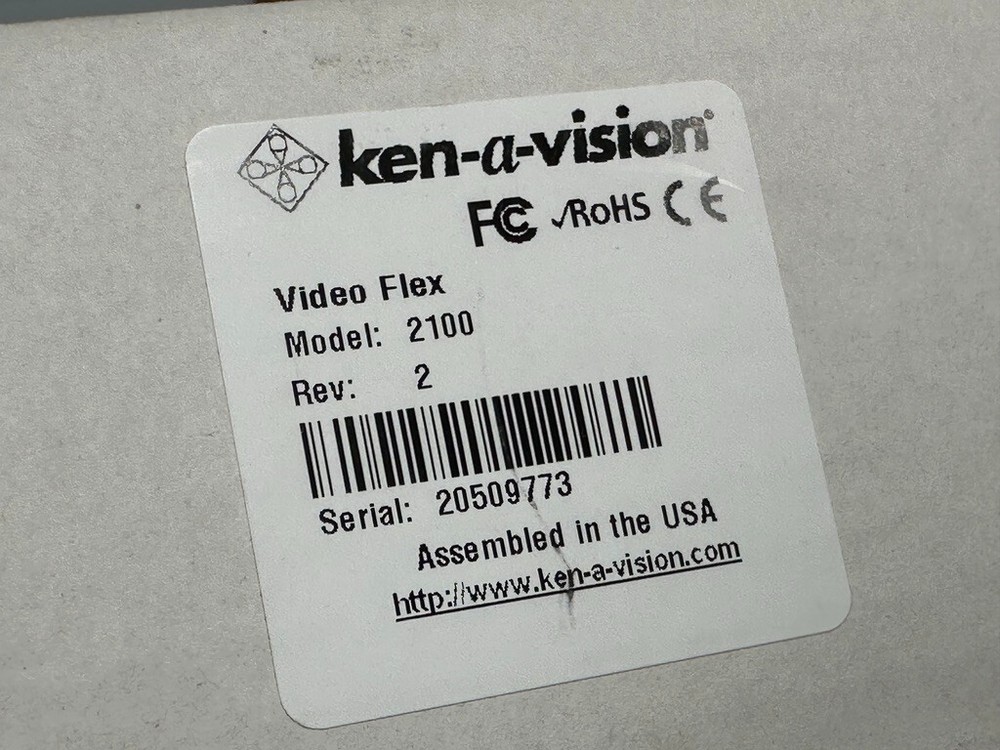 ken-a-vision®
FC √RoHS CE
Video Flex
Model: 2100
Rev: 2
Serial: 20509773
Assembled in the USA
http://www.ken-a-vision.com